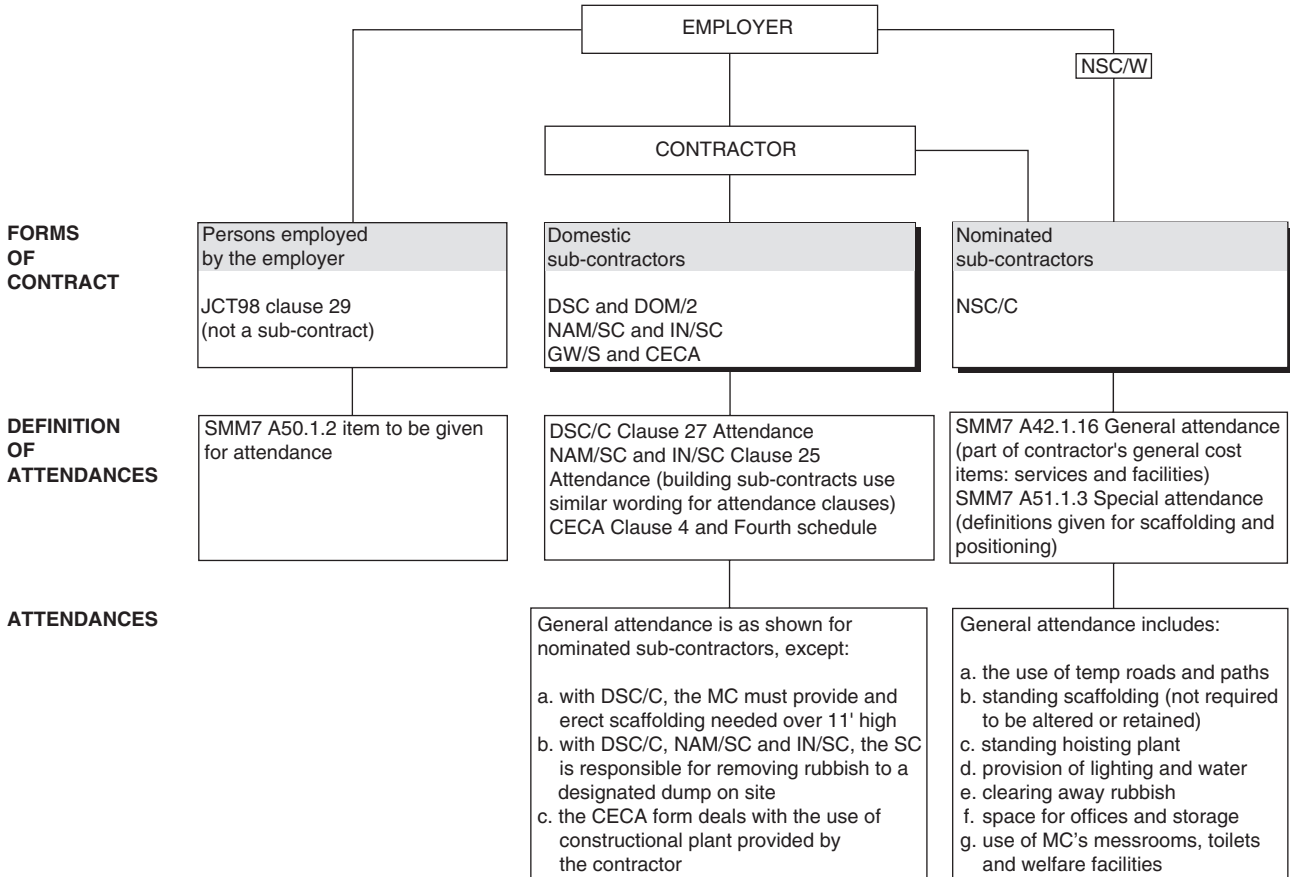 EMPLOYER
NSC/W
CONTRACTOR
FORMS
OF
CONTRACT
Persons employed
by the employer
JCT98 clause 29
(not a sub-contract)
Domestic
sub-contractors
DSC and DOM/2
NAM/SC and IN/SC
GW/S and CECA
Nominated
sub-contractors
NSC/C
DEFINITION
OF
ATTENDANCES
SMM7 A50.1.2 item to be given
for attendance
DSC/C Clause 27 Attendance
NAM/SC and IN/SC Clause 25
Attendance (building sub-contracts use
similar wording for attendance clauses)
CECA Clause 4 and Fourth schedule
SMM7 A42.1.16 General attendance
(part of contractor's general cost
items: services and facilities)
SMM7 A51.1.3 Special attendance
(definitions given for scaffolding and
positioning)
ATTENDANCES
General attendance is as shown for
nominated sub-contractors, except:
a. with DSC/C, the MC must provide and
erect scaffolding needed over 11' high
b. with DSC/C, NAM/SC and IN/SC, the SC
is responsible for removing rubbish to a
designated dump on site
c. the CECA form deals with the use of
constructional plant provided by
the contractor
General attendance includes:
a. the use of temp roads and paths
b. standing scaffolding (not required
to be altered or retained)
c. standing hoisting plant
d. provision of lighting and water
e. clearing away rubbish
f. space for offices and storage
g. use of MC's messrooms, toilets
and welfare facilities